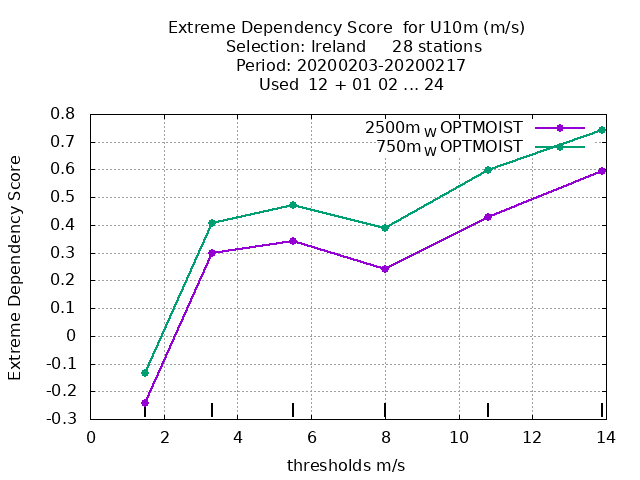 Extreme Dependency Score  for U10m (m/s)
Selection: Ireland     28 stations
Period: 20200203-20200217
Used  12 + 01 02 ... 24
2500m W OPTMOIST
750m W OPTMOIST
Extreme Dependency Score
0.8
0.7
0.6
0.5
0.4
0.3
0.2
0.1
0
-0.1
-0.2
-0.3
0 2 4 6 8 10 12 14
thresholds m/s